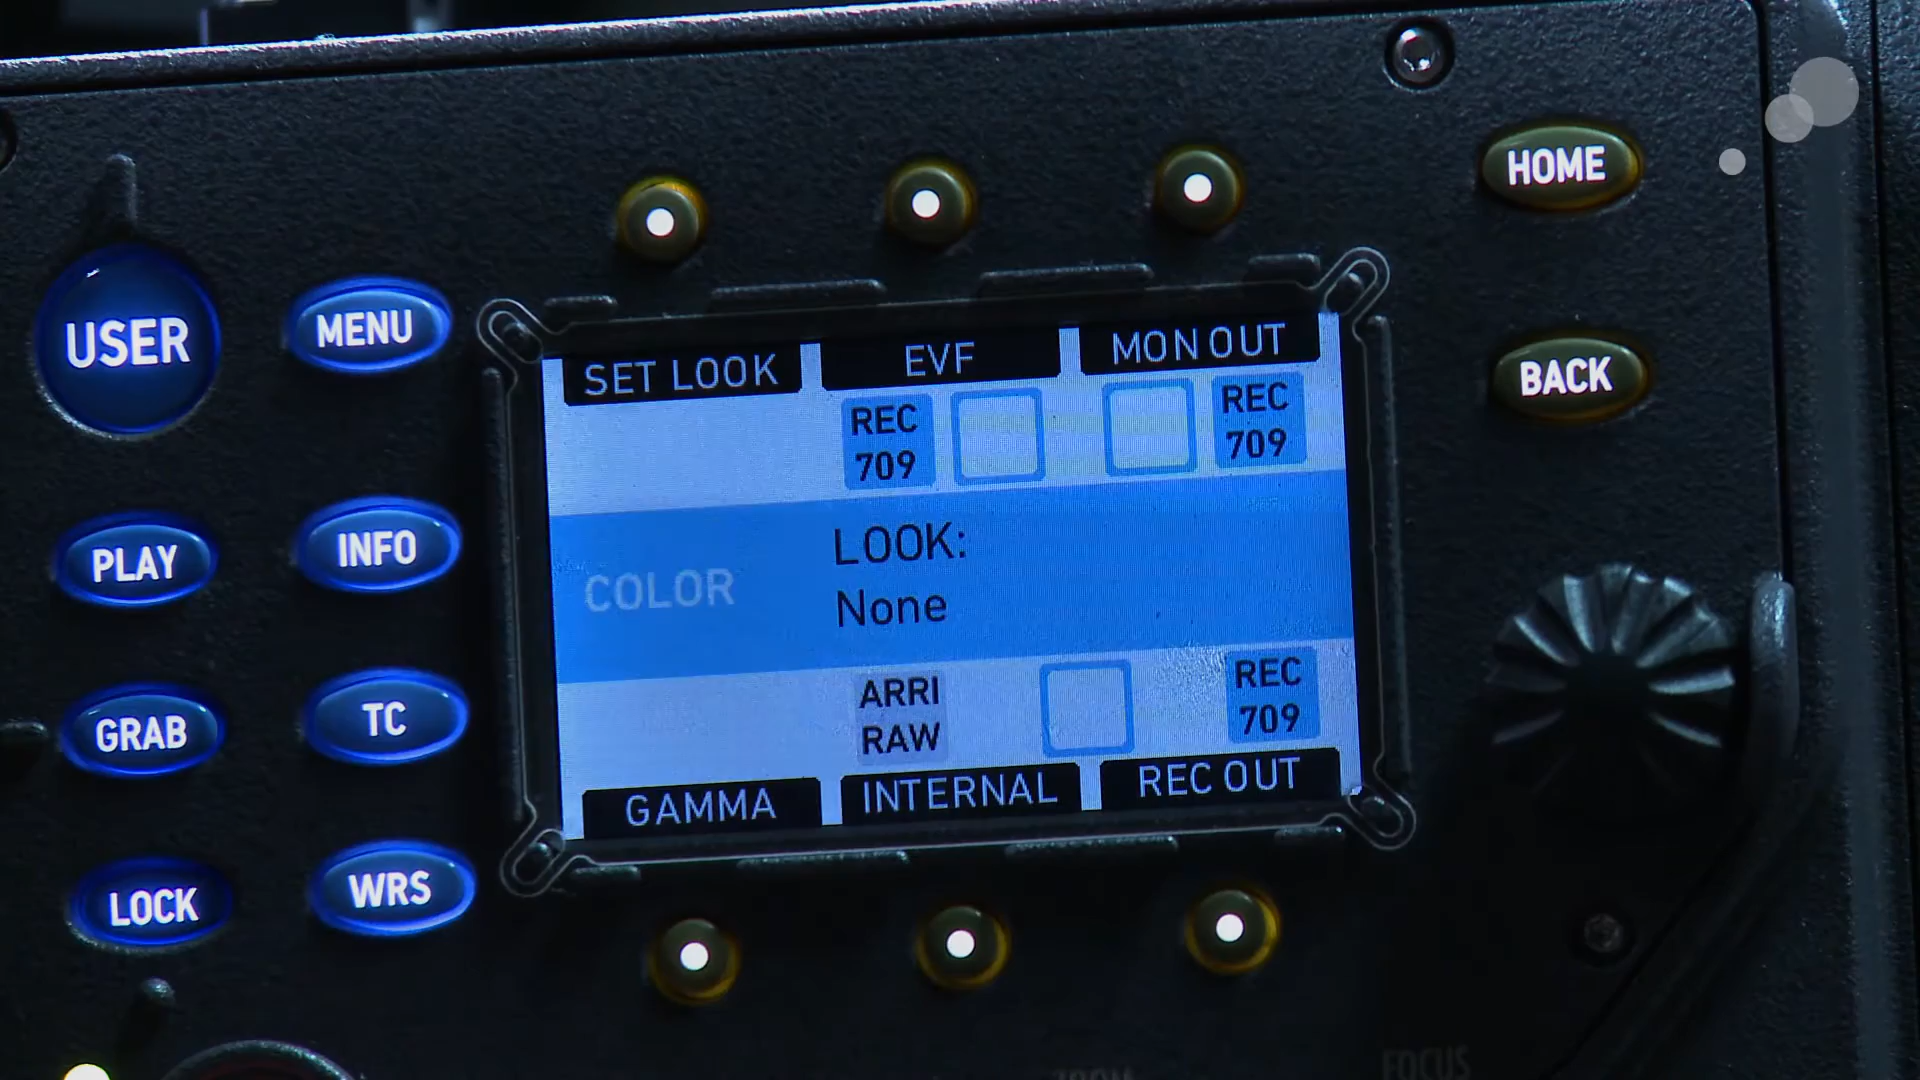 HOME
USER
MENU
SET LOOK
EVF
MON OUT
REC
709
REC
709
BACK
PLAY
INFO
COLOR
LOOK:
None
GRAB
TC
ARRI
RAW
REC
709
GAMMA
INTERNAL
REC OUT
LOCK
WRS
FOCUS